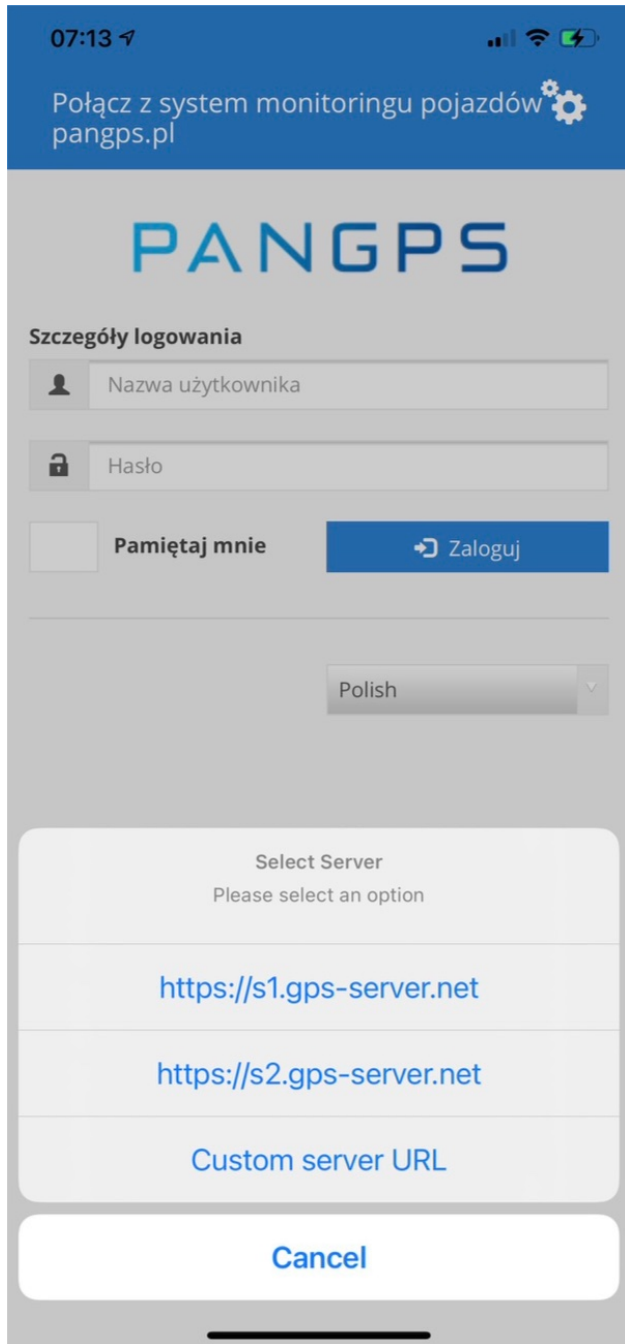 07:13
Połącz z system monitoringu pojazdów
pangps.pl
PANGPS
Szczegóły logowania
Nazwa użytkownika
Hasło
Pamiętaj mnie
Zaloguj
Polish
Select Server
Please select an option
https://s1.gps-server.net
https://s2.gps-server.net
Custom server URL
Cancel